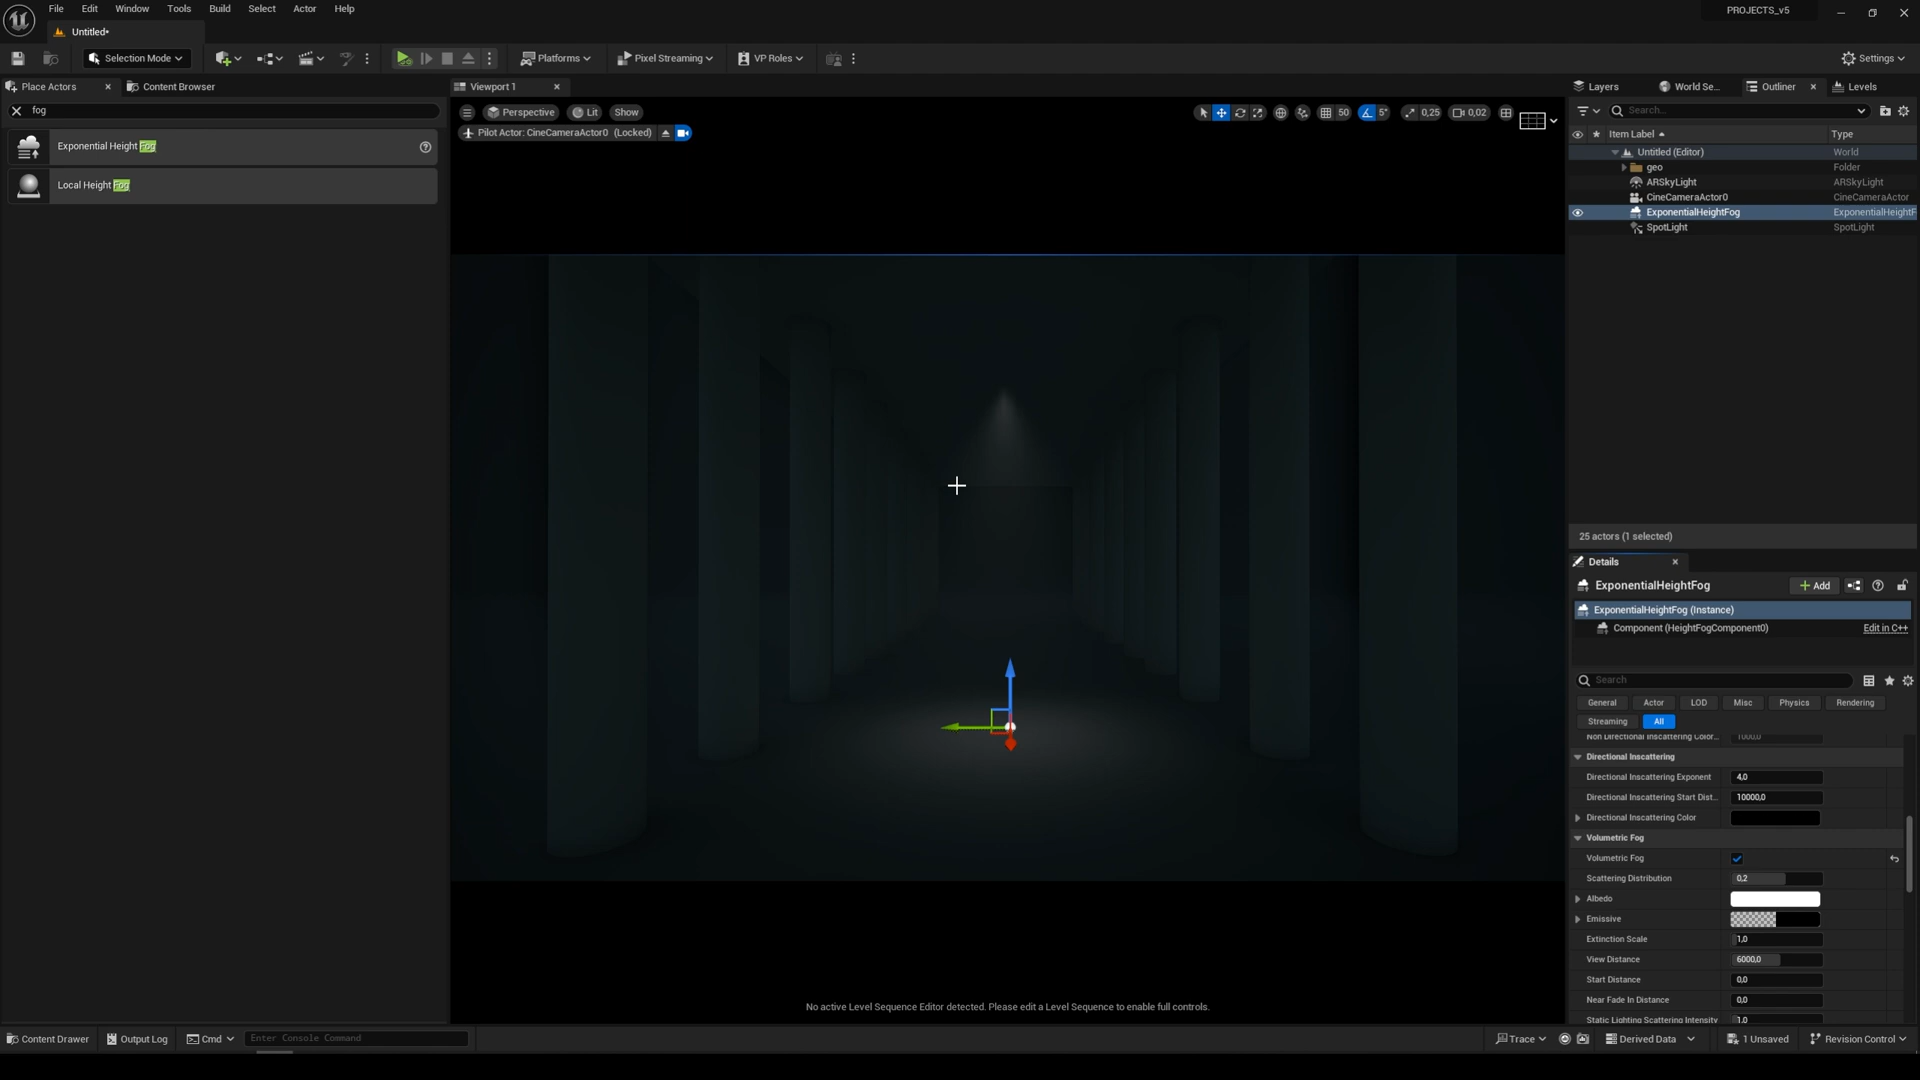 File Edit Window Tools Build Select Actor Help
PROJECTS_v5
Untitled•
Selection Mode
Platforms
Pixel Streaming
VP Roles
Settings
Place Actors
Content Browser
fog
Exponential Height Fog
Local Height Fog
Viewport 1
Perspective
Lit
Show
50
5°
0,25
0,02
Pilot Actor: CineCameraActor0 (Locked)
No active Level Sequence Editor detected. Please edit a Level Sequence to enable full controls.
Layers
World Se...
Outliner
Levels
Search...
Item Label
Type
Untitled (Editor)
World
geo
Folder
ARSkyLight
ARSkyLight
CineCameraActor0
CineCameraActor
ExponentialHeightFog
ExponentialHeightF
SpotLight
SpotLight
25 actors (1 selected)
Details
ExponentialHeightFog
Add
ExponentialHeightFog (Instance)
Component (HeightFogComponent0)
Edit in C++
Search
General
Actor
LOD
Misc
Physics
Rendering
Streaming
All
Non Directional Inscattering Color...
1000,0
Directional Inscattering
Directional Inscattering Exponent
4,0
Directional Inscattering Start Dist...
10000,0
Directional Inscattering Color
Volumetric Fog
Volumetric Fog
Scattering Distribution
0,2
Albedo
Emissive
Extinction Scale
1,0
View Distance
6000,0
Start Distance
0,0
Near Fade In Distance
0,0
Static Lighting Scattering Intensity
1,0
Content Drawer
Output Log
Cmd
Enter Console Command
Trace
Derived Data
1 Unsaved
Revision Control